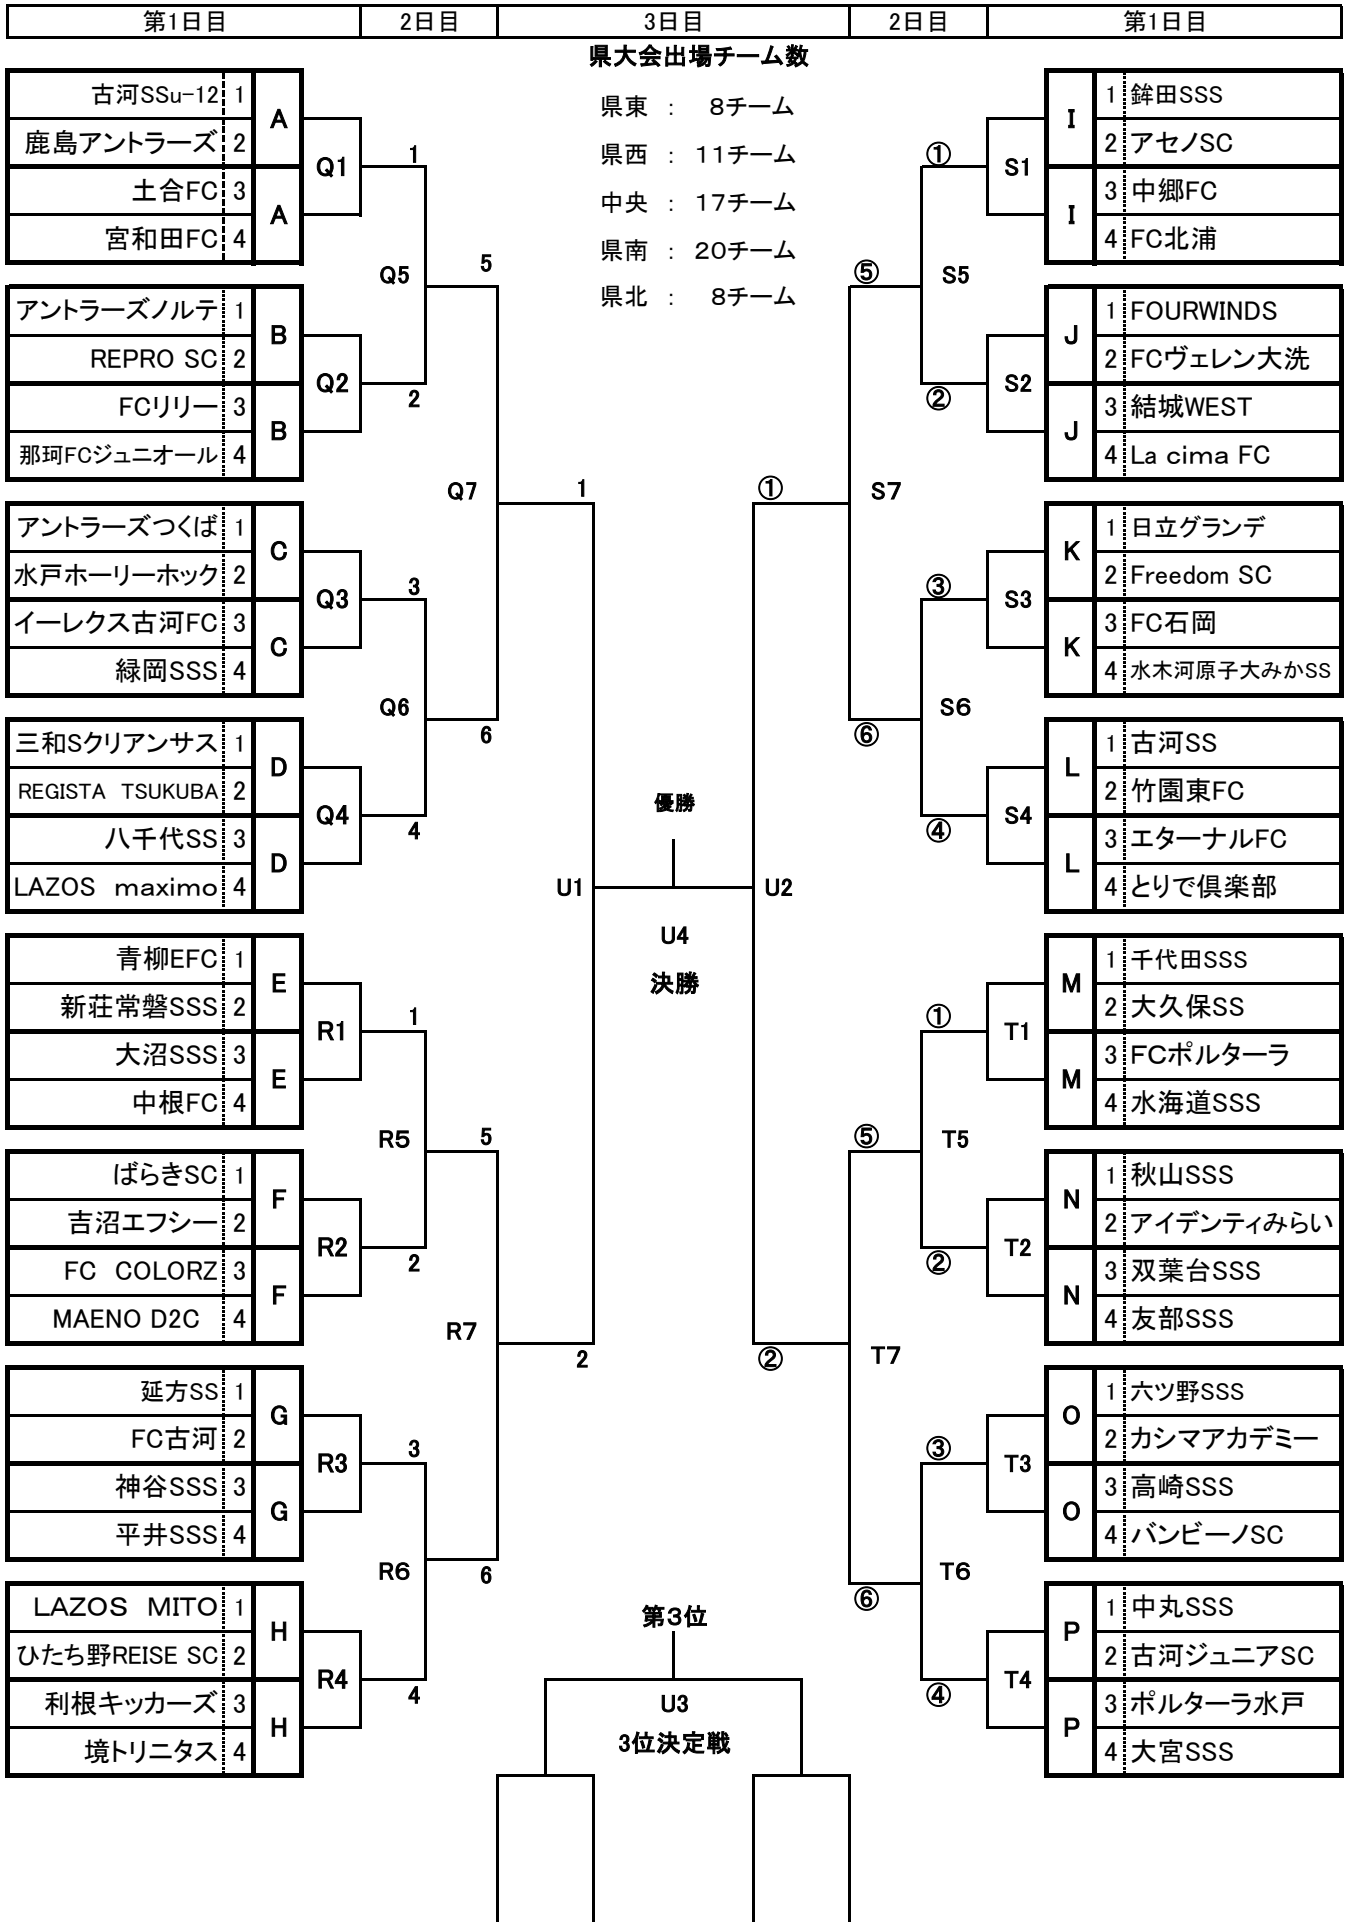 第1日目 2日目 3日目 2日目 第1日目
県大会出場チーム数
県東 ： 8チーム
県西 ： 11チーム
中央 ： 17チーム
県南 ： 20チーム
県北 ： 8チーム
古河SSu-12 1
鹿島アントラーズ 2
土合FC 3
宮和田FC 4
A
A
Q1
1
アントラーズノルテ 1
REPRO SC 2
FCリリー 3
那珂FCジュニオール 4
B
B
Q2
2
Q5
5
アントラーズつくば 1
水戸ホーリーホック 2
イーレクス古河FC 3
緑岡SSS 4
C
C
Q3
3
三和Sクリアンサス 1
REGISTA TSUKUBA 2
八千代SS 3
LAZOS maximo 4
D
D
Q4
4
Q6
6
Q7
1
青柳EFC 1
新荘常磐SSS 2
大沼SSS 3
中根FC 4
E
E
R1
1
ばらきSC 1
吉沼エフシー 2
FC COLORZ 3
MAENO D2C 4
F
F
R2
2
R5
5
延方SS 1
FC古河 2
神谷SSS 3
平井SSS 4
G
G
R3
3
LAZOS MITO 1
ひたち野REISE SC 2
利根キッカーズ 3
境トリニタス 4
H
H
R4
4
R6
6
R7
2
U1
優勝
U4
決勝
U2
第3位
U3
3位決定戦
1 鉾田SSS
2 アセノSC
3 中郷FC
4 FC北浦
I
I
S1
①
1 FOURWINDS
2 FCヴェレン大洗
3 結城WEST
4 La cima FC
J
J
S2
②
S5
⑤
1 日立グランデ
2 Freedom SC
3 FC石岡
4 水木河原子大みかSS
K
K
S3
③
1 古河SS
2 竹園東FC
3 エターナルFC
4 とりで倶楽部
L
L
S4
④
S6
⑥
S7
①
1 千代田SSS
2 大久保SS
3 FCポルターラ
4 水海道SSS
M
M
T1
①
1 秋山SSS
2 アイデンティみらい
3 双葉台SSS
4 友部SSS
N
N
T2
②
T5
⑤
1 六ツ野SSS
2 カシマアカデミー
3 高崎SSS
4 バンビーノSC
O
O
T3
③
1 中丸SSS
2 古河ジュニアSC
3 ポルターラ水戸
4 大宮SSS
P
P
T4
④
T6
⑥
T7
②